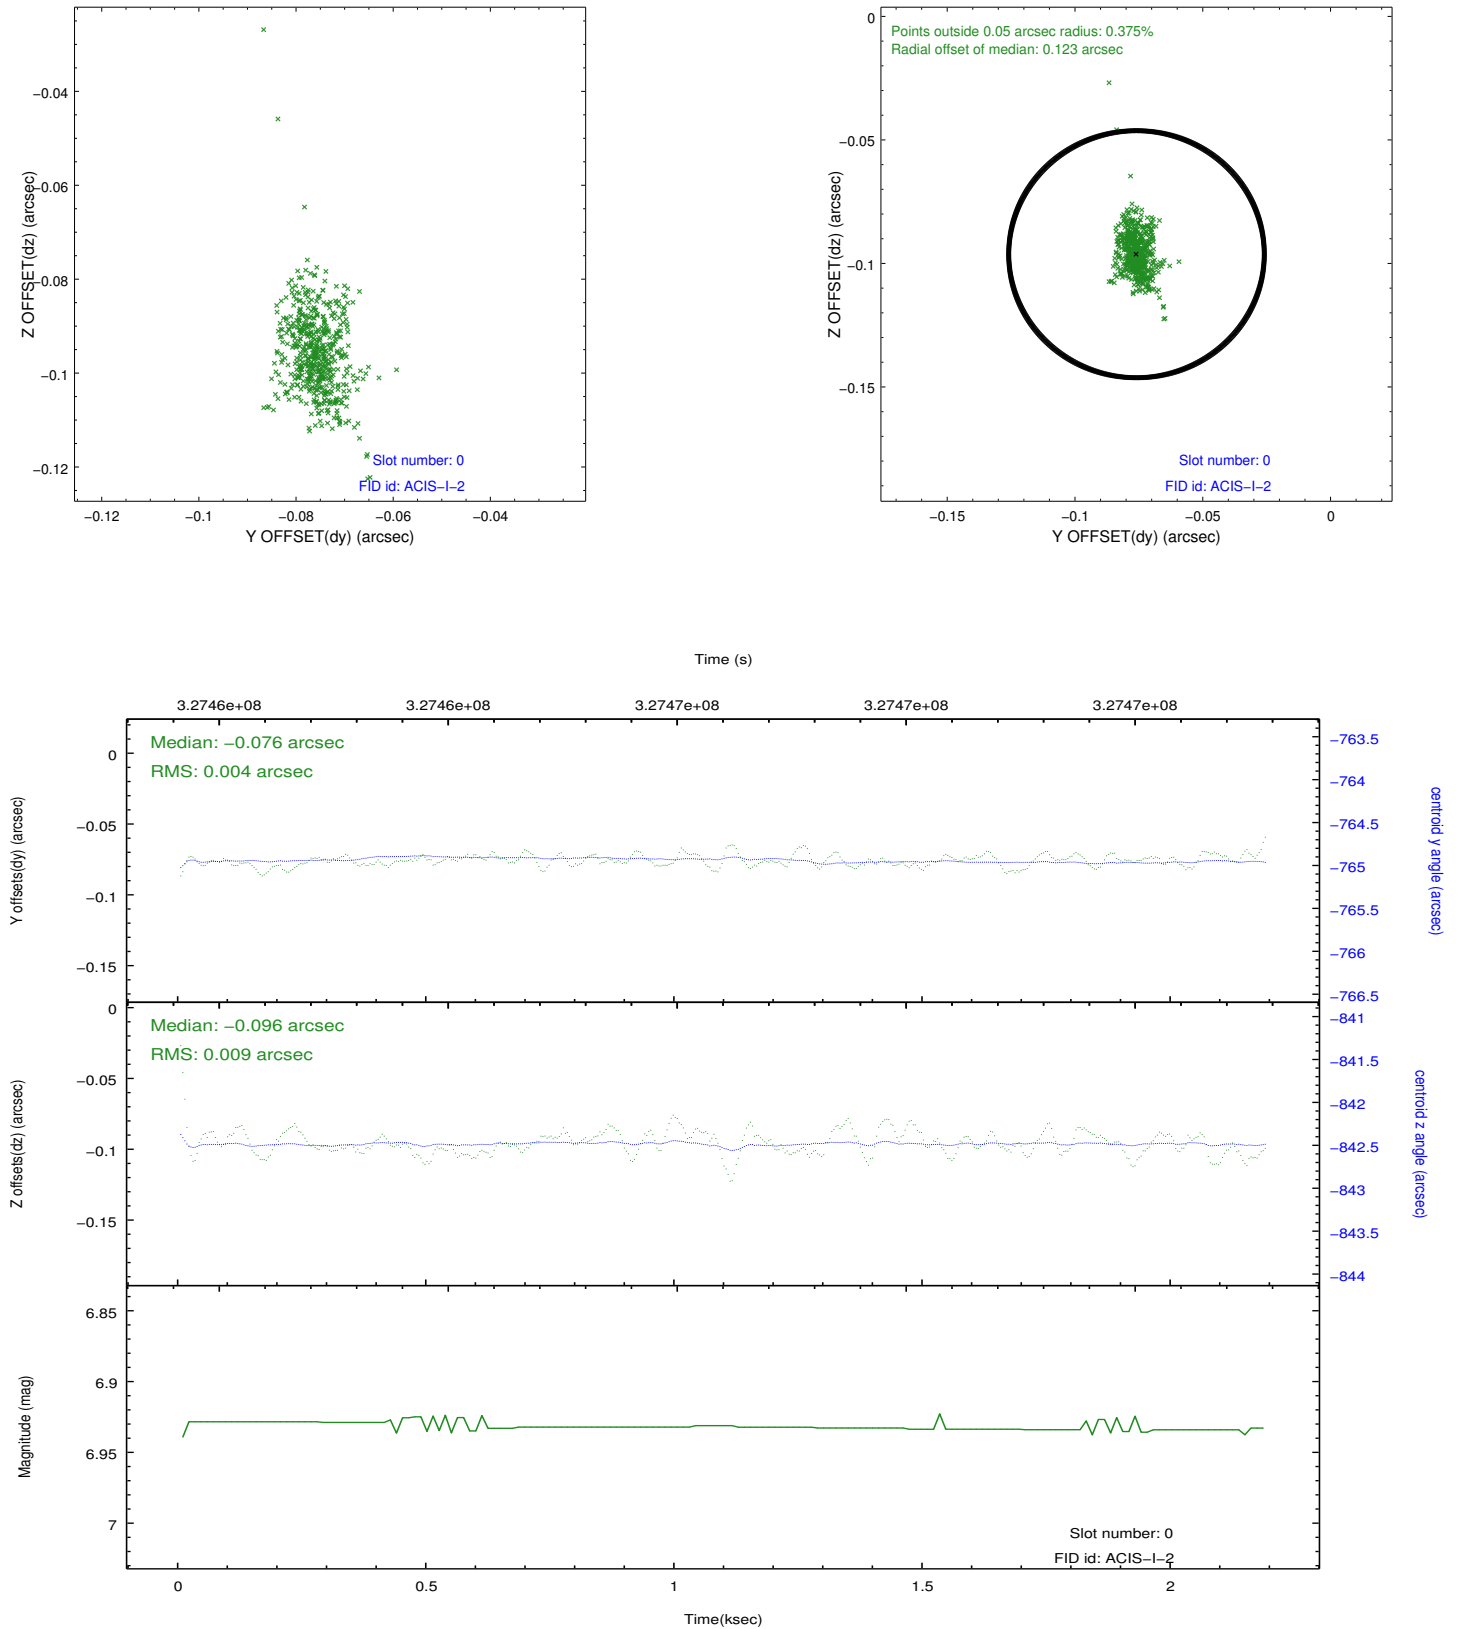 −0.04
−0.06
−0.08
−0.1
−0.12
Z OFFSET(dz) (arcsec)
Slot number: 0
FID id: ACIS−I−2
−0.12
−0.1
−0.08
−0.06
−0.04
Y OFFSET(dy) (arcsec)
Points outside 0.05 arcsec radius: 0.375%
Radial offset of median: 0.123 arcsec
0
−0.05
−0.1
−0.15
Z OFFSET(dz) (arcsec)
Slot number: 0
FID id: ACIS−I−2
−0.15
−0.1
−0.05
0
Y OFFSET(dy) (arcsec)
Time (s)
3.2746e+08
3.2746e+08
3.2747e+08
3.2747e+08
3.2747e+08
Median: −0.076 arcsec
RMS: 0.004 arcsec
0
−0.05
−0.1
−0.15
Y offsets(dy) (arcsec)
−763.5
−764
−764.5
−765
−765.5
−766
−766.5
centroid y angle (arcsec)
Median: −0.096 arcsec
RMS: 0.009 arcsec
0
−0.05
−0.1
−0.15
Z offsets(dz) (arcsec)
−841
−841.5
−842
−842.5
−843
−843.5
−844
centroid z angle (arcsec)
6.85
6.9
6.95
7
Magnitude (mag)
Slot number: 0
FID id: ACIS−I−2
0
0.5
1
1.5
2
Time(ksec)